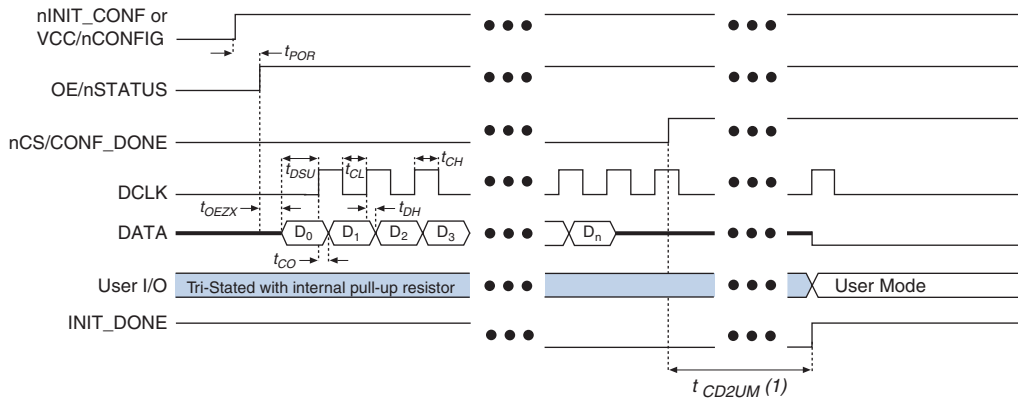 nINIT_CONF or
VCC/nCONFIG
tPOR
OE/nSTATUS
nCS/CONF_DONE
tDSU
tCL
tCH
DCLK
tOEZX
tDH
DATA
D0
D1
D2
D3
Dn
tCO
User I/O
Tri-Stated with internal pull-up resistor
User Mode
INIT_DONE
t CD2UM (1)